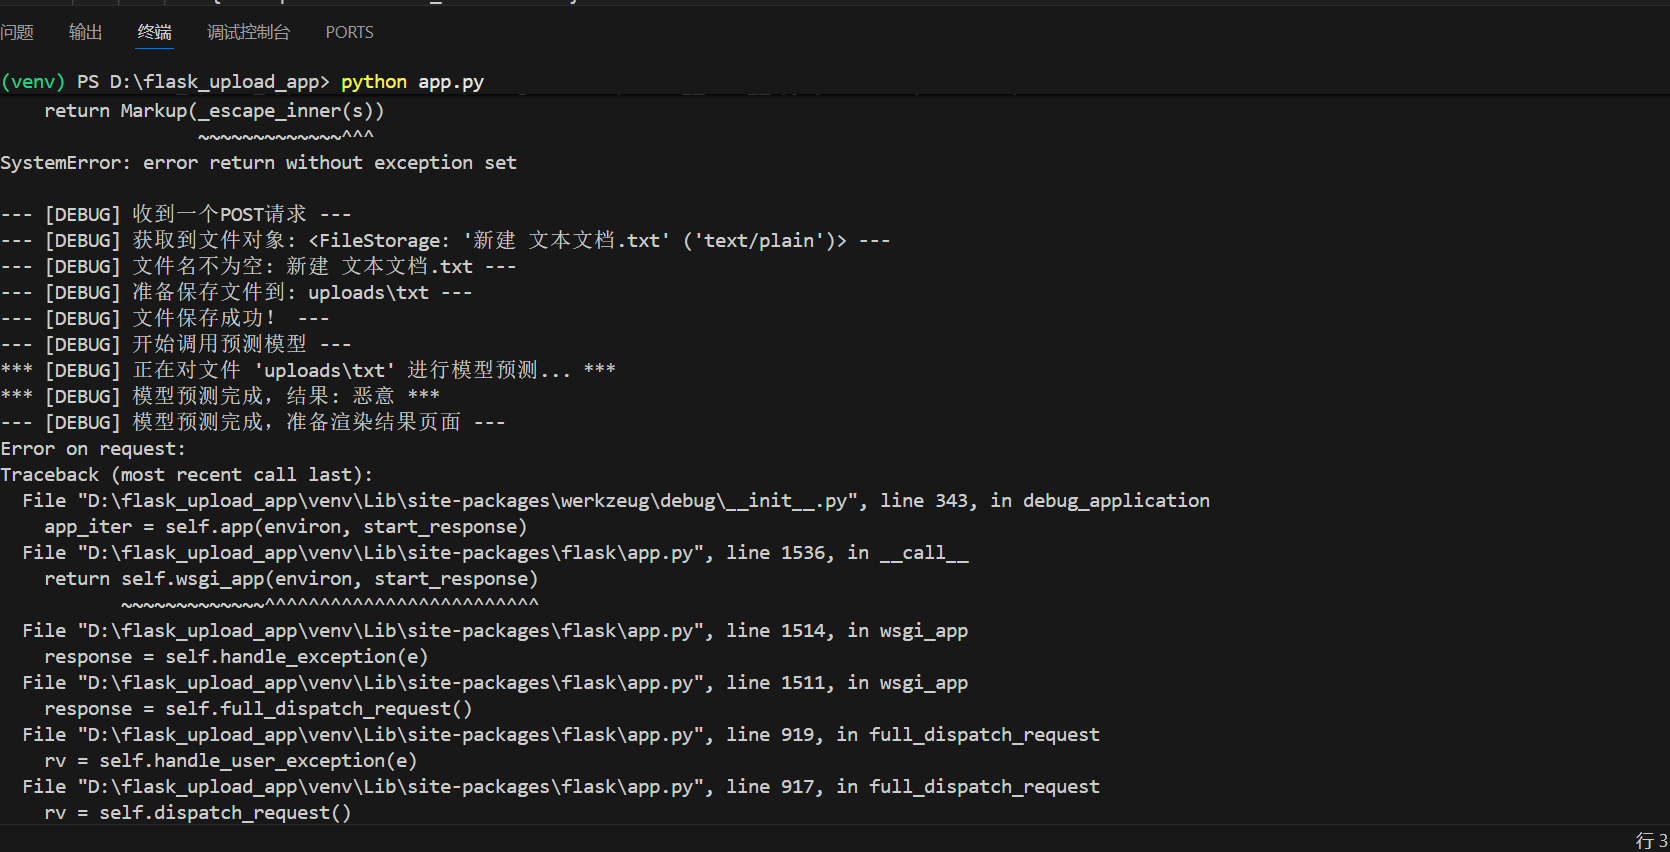 问题 输出 终端 调试控制台 PORTS
(venv) PS D:\flask_upload_app> python app.py
    return Markup(_escape_inner(s))
                  ~~~~~~~~~~~~~^^^
SystemError: error return without exception set
--- [DEBUG] 收到一个POST请求 ---
--- [DEBUG] 获取到文件对象: <FileStorage: '新建 文本文档.txt' ('text/plain')> ---
--- [DEBUG] 文件名不为空: 新建 文本文档.txt ---
--- [DEBUG] 准备保存文件到: uploads\txt ---
--- [DEBUG] 文件保存成功! ---
--- [DEBUG] 开始调用预测模型 ---
*** [DEBUG] 正在对文件 'uploads\txt' 进行模型预测... ***
*** [DEBUG] 模型预测完成，结果: 恶意 ***
--- [DEBUG] 模型预测完成，准备渲染结果页面 ---
Error on request:
Traceback (most recent call last):
  File "D:\flask_upload_app\venv\Lib\site-packages\werkzeug\debug\__init__.py", line 343, in debug_application
    app_iter = self.app(environ, start_response)
  File "D:\flask_upload_app\venv\Lib\site-packages\flask\app.py", line 1536, in __call__
    return self.wsgi_app(environ, start_response)
           ~~~~~~~~~~~~~^^^^^^^^^^^^^^^^^^^^^^^^^
  File "D:\flask_upload_app\venv\Lib\site-packages\flask\app.py", line 1514, in wsgi_app
    response = self.handle_exception(e)
  File "D:\flask_upload_app\venv\Lib\site-packages\flask\app.py", line 1511, in wsgi_app
    response = self.full_dispatch_request()
  File "D:\flask_upload_app\venv\Lib\site-packages\flask\app.py", line 919, in full_dispatch_request
    rv = self.handle_user_exception(e)
  File "D:\flask_upload_app\venv\Lib\site-packages\flask\app.py", line 917, in full_dispatch_request
    rv = self.dispatch_request()
行 3